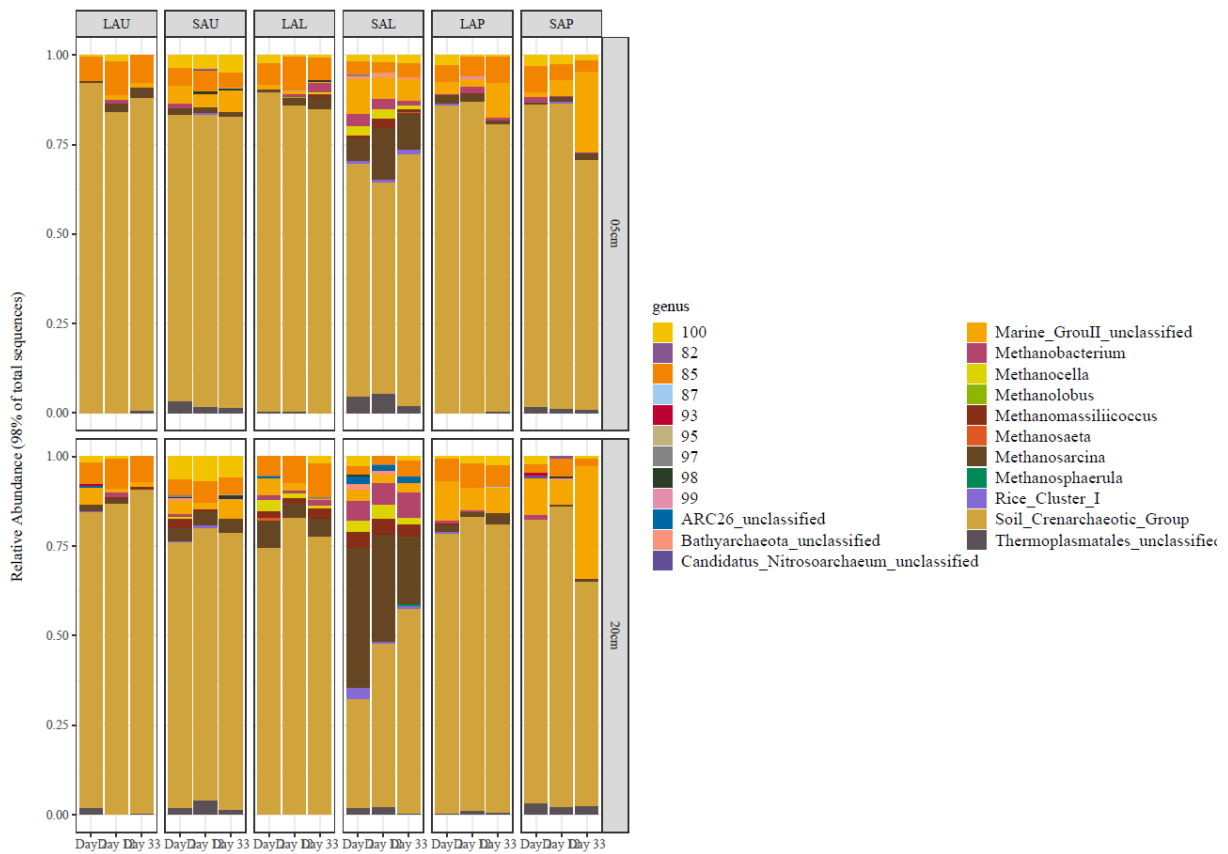 LAU SAU LAL SAL LAP SAP
1.00
0.75
0.50
0.25
0.00
05cm
1.00
0.75
0.50
0.25
0.00
20cm
Relative Abundance (98% of total sequences)
Day 33 Day 33 Day 33 Day 33 Day 33 Day 33
genus
100
82
85
87
93
95
97
98
99
ARC26_unclassified
Bathyarchaeota_unclassified
Candidatus_Nitrosoarchaeum_unclassified
Marine_GrouII_unclassified
Methanobacterium
Methanocella
Methanolobus
Methanomassiliicoccus
Methanosaeta
Methanosarcina
Methanosphaerula
Rice_Cluster_I
Soil_Crenarchaeotic_Group
Thermoplasmatales_unclassified